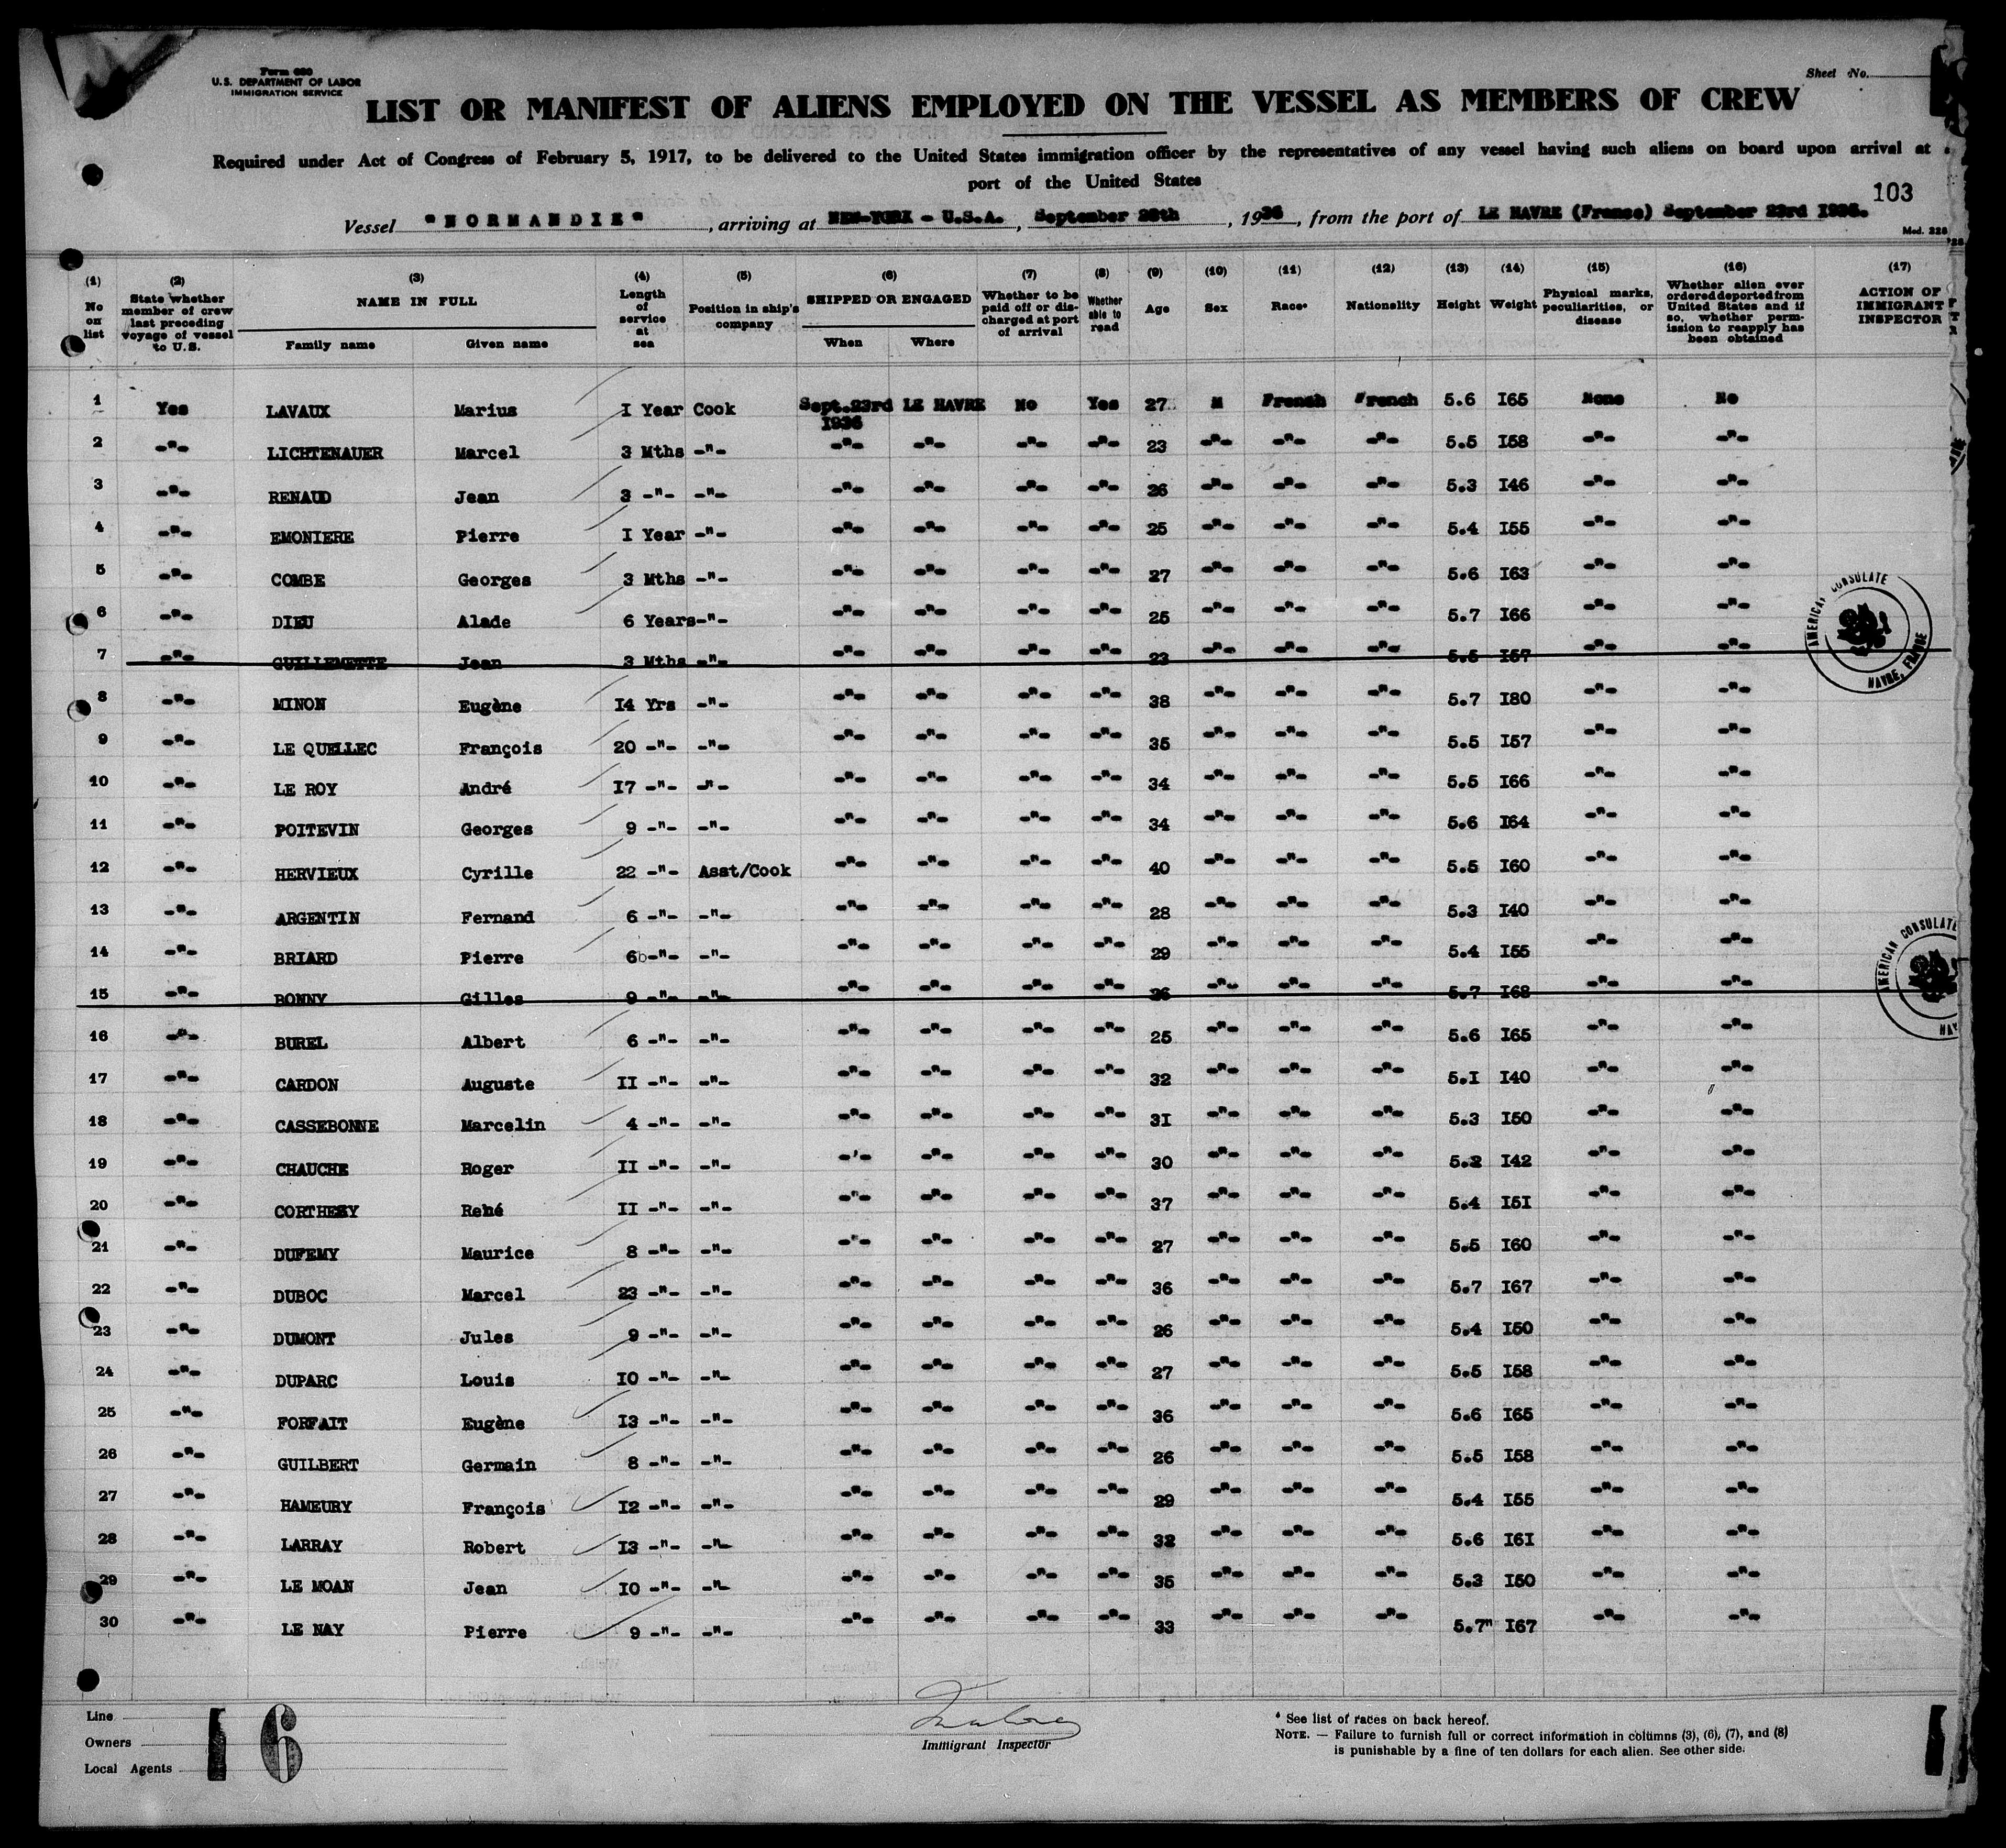 Form 680
U.S. DEPARTMENT OF LABOR
IMMIGRATION SERVICE
Sheet No.
LIST OR MANIFEST OF ALIENS EMPLOYED ON THE VESSEL AS MEMBERS OF CREW
Required under Act of Congress of February 5, 1917, to be delivered to the United States immigration officer by the representatives of any vessel having such aliens on board upon arrival at
port of the United States
103
Vessel "NORMANDIE", arriving at NEW-YORK - U.S.A., September 28th, 1936, from the port of LE HAVRE (France) September 23rd 1936.
Mod. 328
(1) No on list (2) State whether member of crew last preceding voyage of vessel to U.S. (3) NAME IN FULL Family name Given name (4) Length of service at sea (5) Position in ship's company (6) SHIPPED OR ENGAGED When Where (7) Whether to be paid off or discharged at port of arrival (8) Whether able to read (9) Age (10) Sex (11) Race* (12) Nationality (13) Height (14) Weight (15) Physical marks, peculiarities, or disease (16) Whether alien ever ordered deported from United States and if so, whether permission to reapply has been obtained (17) ACTION OF IMMIGRANT INSPECTOR
1 Yes LAVAUX Marius I Year Cook Sept.23rd 1936 LE HAVRE No Yes 27 M French French 5.6 I65 None No
2 -"- LICHTENAUER Marcel 3 Mths -"- -"- -"- -"- -"- 23 -"- -"- -"- 5.5 I58 -"- -"-
3 -"- RENAUD Jean 3 -"- -"- -"- -"- -"- -"- 26 -"- -"- -"- 5.3 I46 -"- -"-
4 -"- EMONIERE Pierre I Year -"- -"- -"- -"- -"- 25 -"- -"- -"- 5.4 I55 -"- -"-
5 -"- COMBE Georges 3 Mths -"- -"- -"- -"- -"- 27 -"- -"- -"- 5.6 I63 -"- -"-
6 -"- DIEU Alade 6 Years -"- -"- -"- -"- -"- 25 -"- -"- -"- 5.7 I66 -"- -"-
7 -"- GUILLEMETTE Jean 3 Mths -"- -"- -"- -"- -"- 23 -"- -"- -"- 5.5 I57 -"- -"-
8 -"- MINON Eugène I4 Yrs -"- -"- -"- -"- -"- 38 -"- -"- -"- 5.7 I80 -"- -"-
9 -"- LE QUELLEC François 20 -"- -"- -"- -"- -"- -"- 35 -"- -"- -"- 5.5 I57 -"- -"-
10 -"- LE ROY André I7 -"- -"- -"- -"- -"- -"- 34 -"- -"- -"- 5.5 I66 -"- -"-
11 -"- POITEVIN Georges 9 -"- -"- -"- -"- -"- -"- 34 -"- -"- -"- 5.6 I64 -"- -"-
12 -"- HERVIEUX Cyrille 22 -"- Asst/Cook -"- -"- -"- -"- 40 -"- -"- -"- 5.5 I60 -"- -"-
13 -"- ARGENTIN Fernand 6 -"- -"- -"- -"- -"- -"- 28 -"- -"- -"- 5.3 I40 -"- -"-
14 -"- BRIARD Pierre 6 -"- -"- -"- -"- -"- -"- 29 -"- -"- -"- 5.4 I55 -"- -"-
15 -"- BONNY Gilles 9 -"- -"- -"- -"- -"- -"- 26 -"- -"- -"- 5.7 I68 -"- -"-
16 -"- BUREL Albert 6 -"- -"- -"- -"- -"- -"- 25 -"- -"- -"- 5.6 I65 -"- -"-
17 -"- CARDON Auguste II -"- -"- -"- -"- -"- -"- 32 -"- -"- -"- 5.I I40 -"- -"-
18 -"- CASSEBONNE Marcelin 4 -"- -"- -"- -"- -"- -"- 3I -"- -"- -"- 5.3 I50 -"- -"-
19 -"- CHAUCHE Roger II -"- -"- -"- -"- -"- -"- 30 -"- -"- -"- 5.2 I42 -"- -"-
20 -"- CORTHESY René II -"- -"- -"- -"- -"- -"- 37 -"- -"- -"- 5.4 I5I -"- -"-
21 -"- DUFEMY Maurice 8 -"- -"- -"- -"- -"- -"- 27 -"- -"- -"- 5.5 I60 -"- -"-
22 -"- DUBOC Marcel 23 -"- -"- -"- -"- -"- -"- 36 -"- -"- -"- 5.7 I67 -"- -"-
23 -"- DUMONT Jules 9 -"- -"- -"- -"- -"- -"- 26 -"- -"- -"- 5.4 I50 -"- -"-
24 -"- DUPARC Louis I0 -"- -"- -"- -"- -"- -"- 27 -"- -"- -"- 5.5 I58 -"- -"-
25 -"- FORFAIT Eugène I3 -"- -"- -"- -"- -"- -"- 36 -"- -"- -"- 5.6 I65 -"- -"-
26 -"- GUILBERT Germain 8 -"- -"- -"- -"- -"- -"- 26 -"- -"- -"- 5.5 I58 -"- -"-
27 -"- HAMEURY François I2 -"- -"- -"- -"- -"- -"- 29 -"- -"- -"- 5.4 I55 -"- -"-
28 -"- LARRAY Robert I3 -"- -"- -"- -"- -"- -"- 32 -"- -"- -"- 5.6 I6I -"- -"-
29 -"- LE MOAN Jean I0 -"- -"- -"- -"- -"- -"- 35 -"- -"- -"- 5.3 I50 -"- -"-
30 -"- LE NAY Pierre 9 -"- -"- -"- -"- -"- -"- 33 -"- -"- -"- 5.7" I67 -"- -"-
AMERICAN CONSULATE
HAVRE, FRANCE
AMERICAN CONSULATE
HAV
Line
Owners
Local Agents
16
Immigrant Inspector
* See list of races on back hereof.
NOTE. — Failure to furnish full or correct information in columns (3), (6), (7), and (8)
is punishable by a fine of ten dollars for each alien. See other side.